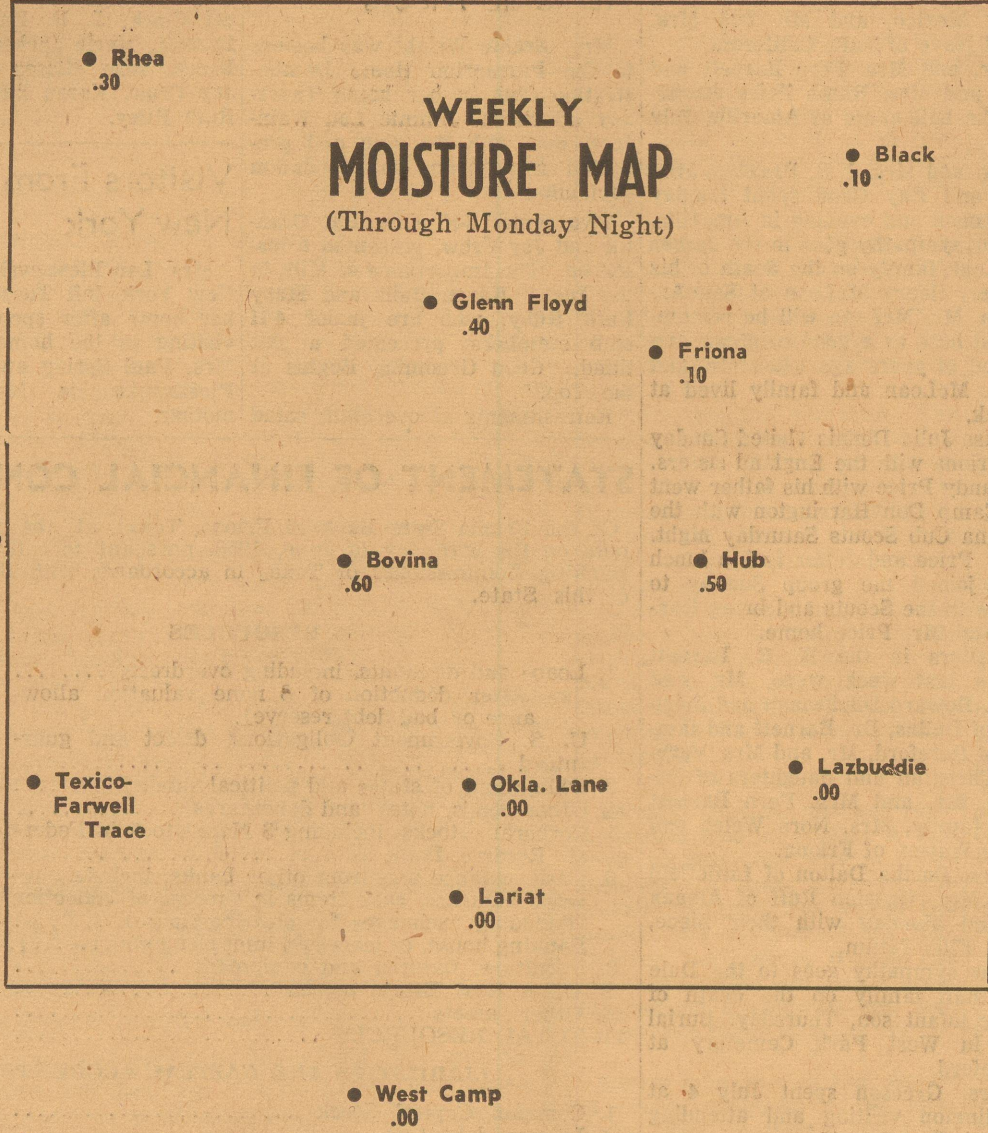 Rhea
.30
WEEKLY
MOISTURE MAP
(Through Monday Night)
Black
.10
Glenn Floyd
.40
Friona
.10
Bovina
.60
Hub
.50
Texico-
Farwell
Trace
Okla. Lane
.00
Lazbuddie
.00
Lariat
.00
West Camp
.00